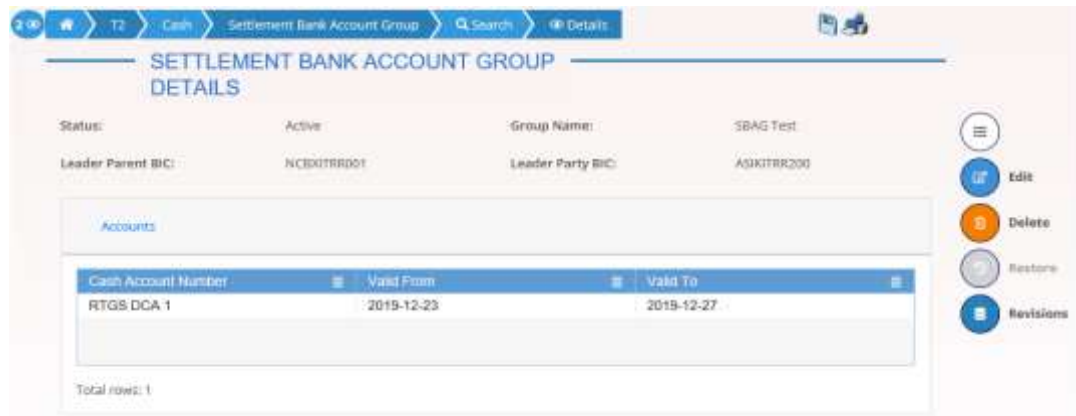 2
T2 Cash Settlement Bank Account Group Search Details
SETTLEMENT BANK ACCOUNT GROUP
DETAILS
Status: Active Group Name: SBAG Test
Leader Parent BIC: NCBXITRR001 Leader Party BIC: ASIKITRR200
Edit
Accounts
Delete
Cash Account Number Valid From Valid To
Restore
RTGS DCA 1 2019-12-23 2019-12-27
Revisions
Total rows: 1